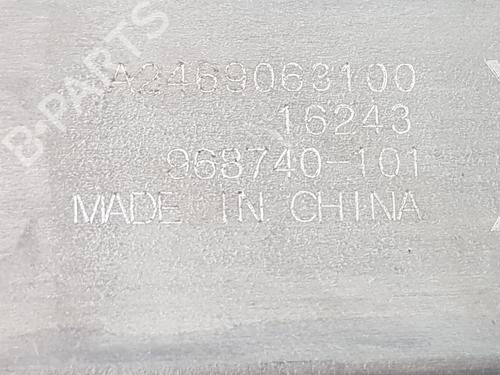 B-PARTS
A2469063100
16243
968740-101
MADE IN CHINA